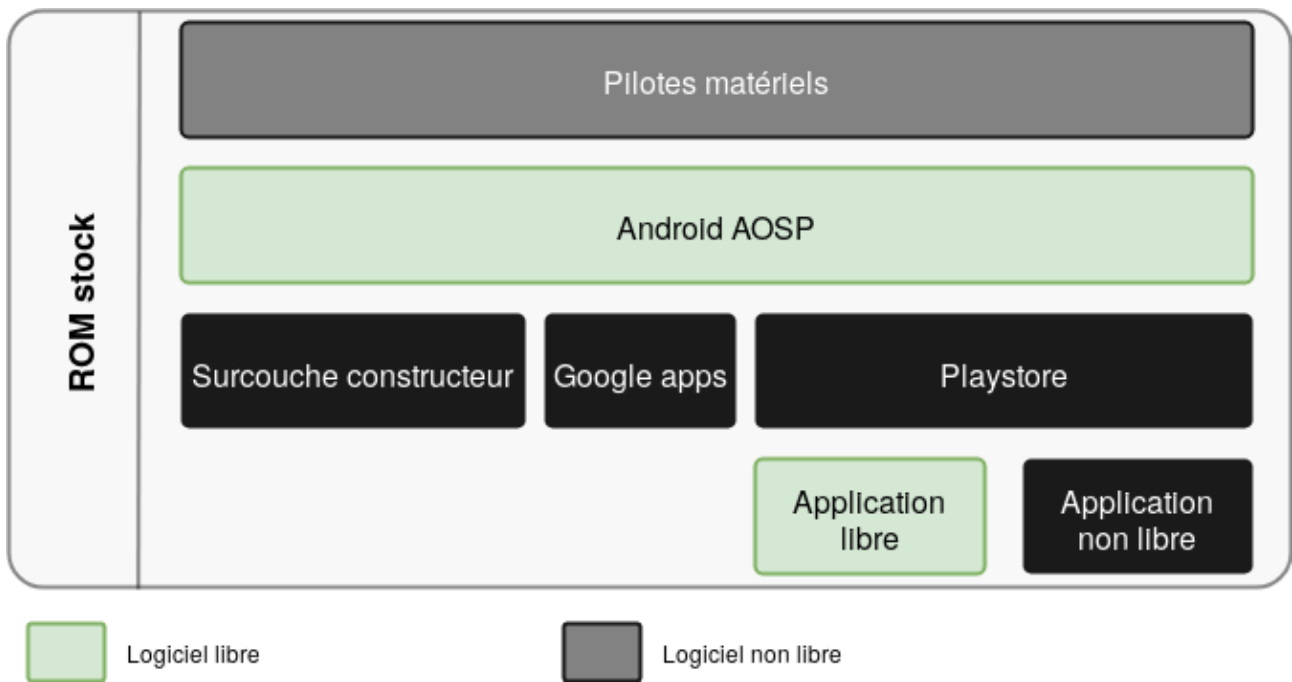 ROM stock
Pilotes matériels
Android AOSP
Surcouche constructeur
Google apps
Playstore
Application
libre
Application
non libre
Logiciel libre
Logiciel non libre